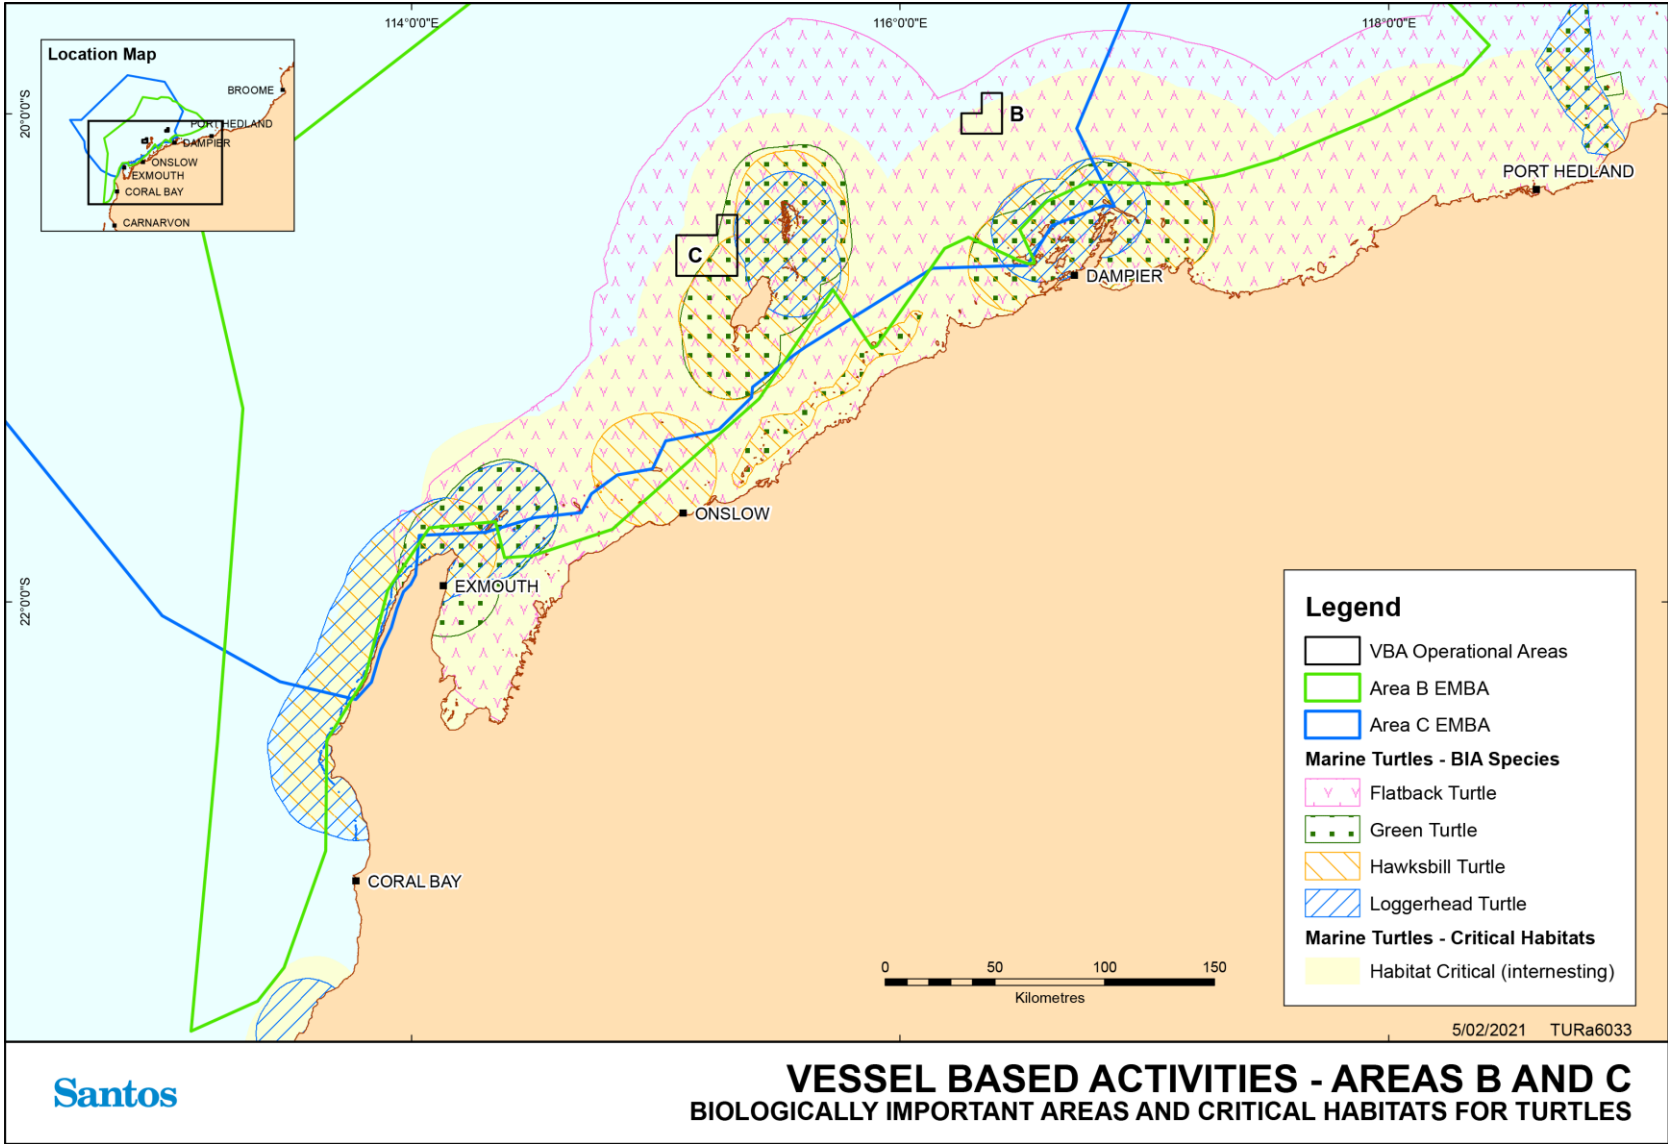 114°0'0"E
116°0'0"E
118°0'0"E
Location Map
BROOME
PORT HEDLAND
DAMPIER
ONSLOW
EXMOUTH
CORAL BAY
CARNARVON
20°0'0"S
B
PORT HEDLAND
C
DAMPIER
ONSLOW
EXMOUTH
22°0'0"S
CORAL BAY
0 50 100 150
Kilometres
Legend
VBA Operational Areas
Area B EMBA
Area C EMBA
Marine Turtles - BIA Species
Flatback Turtle
Green Turtle
Hawksbill Turtle
Loggerhead Turtle
Marine Turtles - Critical Habitats
Habitat Critical (internesting)
5/02/2021 TURa6033
Santos
VESSEL BASED ACTIVITIES - AREAS B AND C
BIOLOGICALLY IMPORTANT AREAS AND CRITICAL HABITATS FOR TURTLES